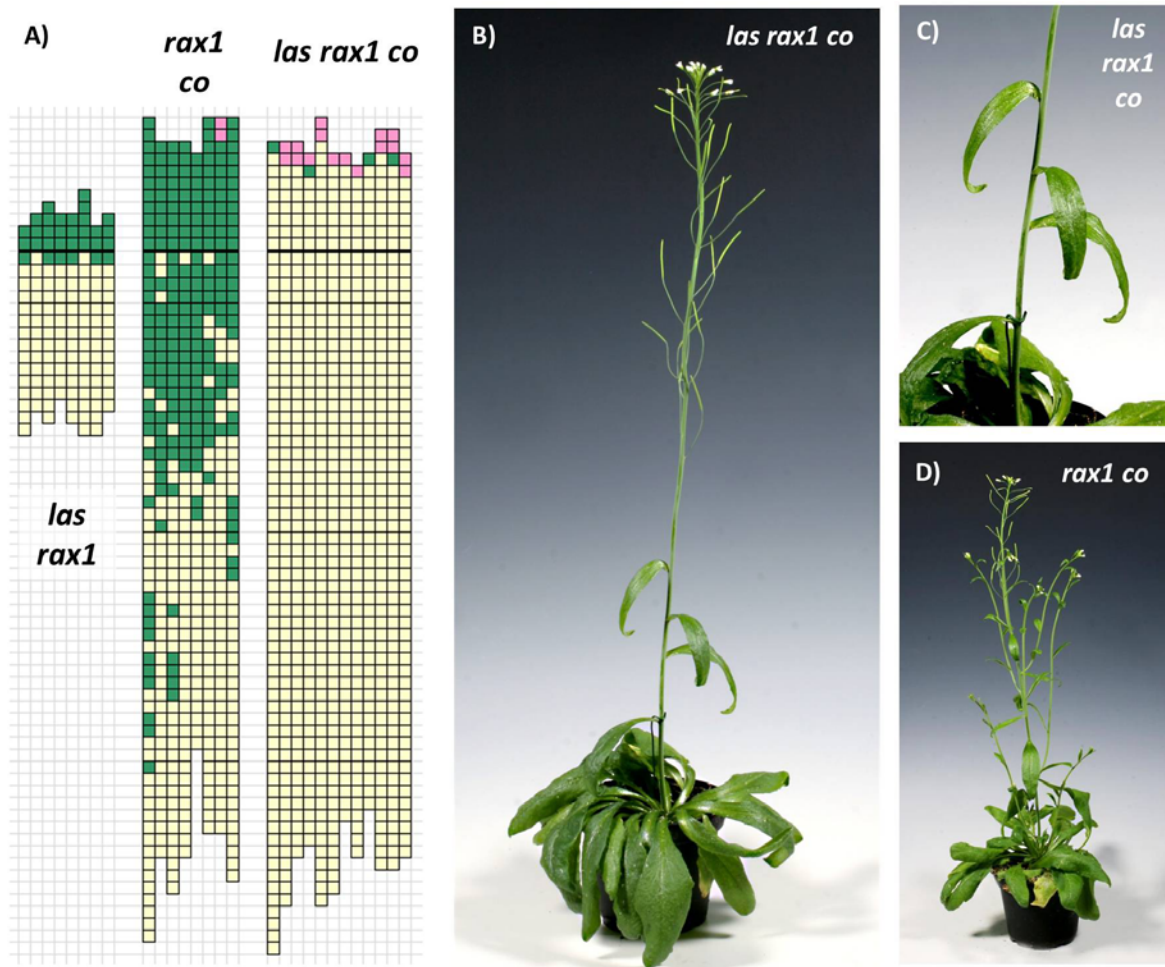 A)
rax1
co
las rax1 co
las
rax1
B)
las rax1 co
C)
las
rax1
co
D)
rax1 co